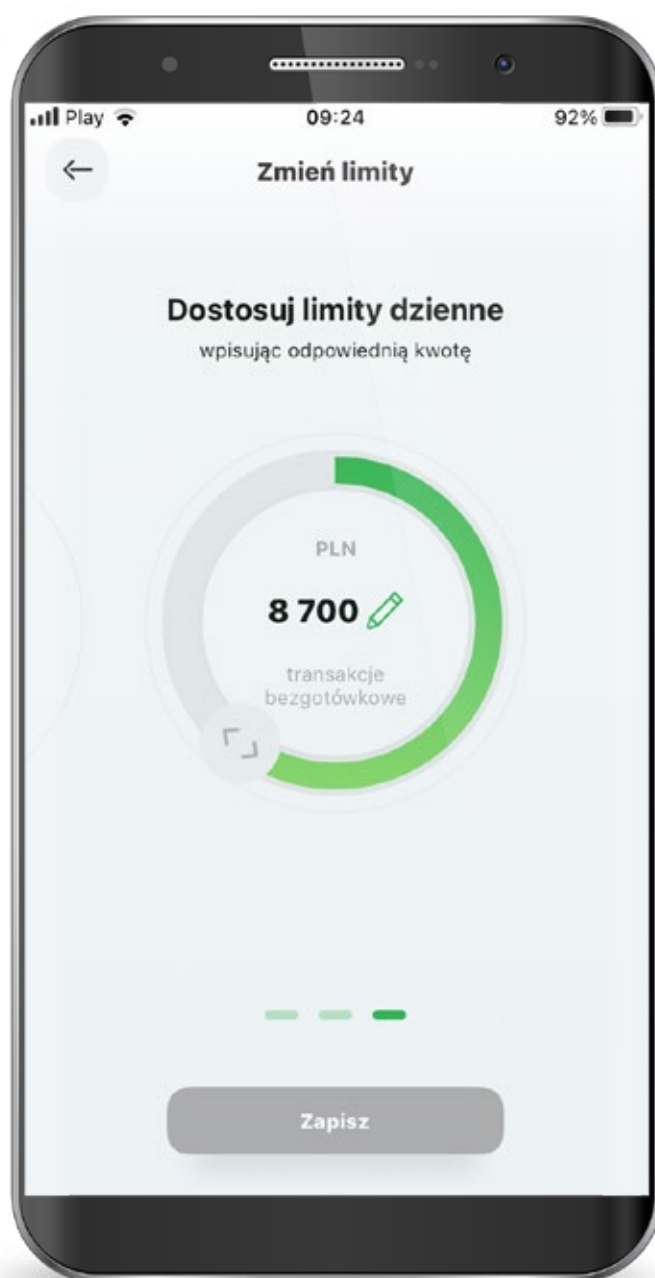 Play 09:24 92%
Zmień limity
Dostosuj limity dzienne
wpisując odpowiednią kwotę
PLN
8 700
transakcje
bezgotówkowe
Zapisz